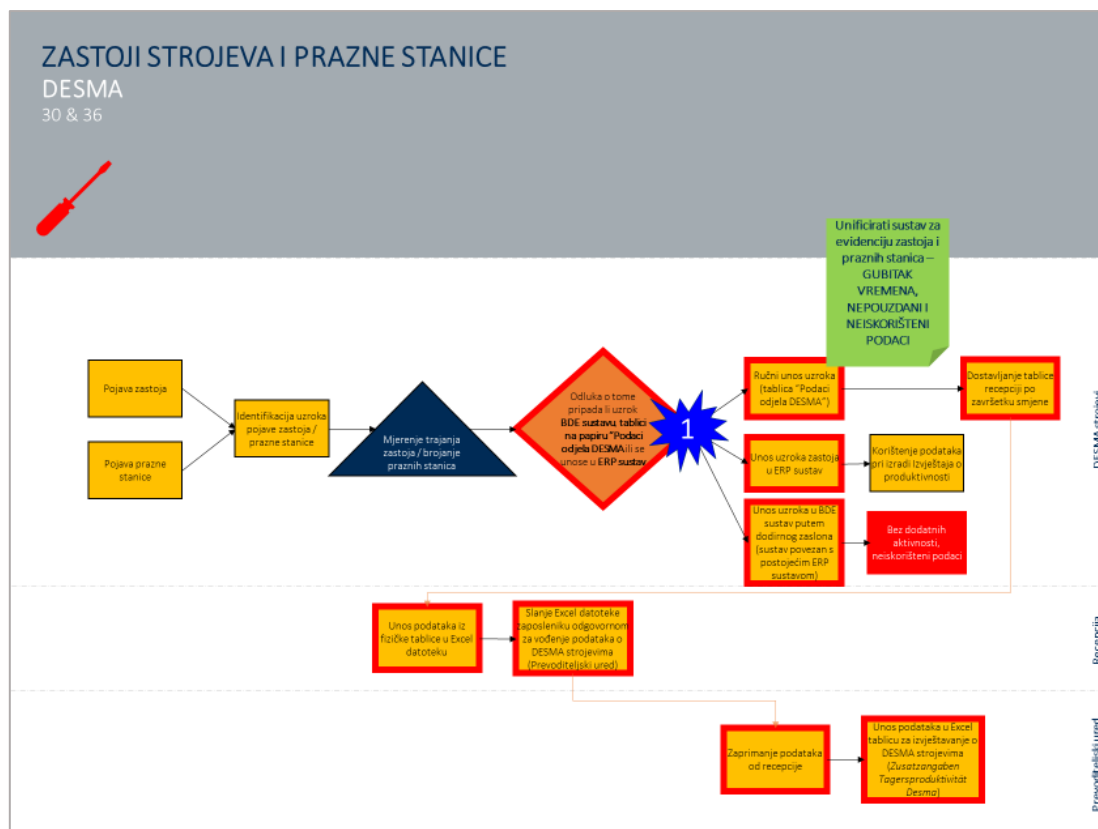 ZASTOJI STROJEVA I PRAZNE STANICE
DESMA
30 & 36
Unificirati sustav za
evidenciju zastoja i
praznih stanica –
GUBITAK
VREMENA,
NEPOUZDANI I
NEISKORIŠTENI
PODACI
Pojava zastoja
Pojava prazne
stanice
Identifikacija uzroka
pojave zastoja /
prazne stanice
Mjerenje trajanja
zastoja / brojanje
praznih stanica
Odluka o tome
pripada li uzrok
BDE sustavu, tablici
na papiru "Podaci
odjela DESMA ili se
unose u ERP sustav
1
Ručni unos uzroka
(tablica "Podaci
odjela DESMA")
Dostavljanje tablice
recepciji po
završetku smjene
Unos uzroka zastoja
u ERP sustav
Korištenje podataka
pri izradi Izvještaja o
produktivnosti
Unos uzroka u BDE
sustav putem
dodirnog zaslona
(sustav povezan s
postojećim ERP
sustavom)
Bez dodatnih
aktivnosti,
neiskorišteni podaci
DESMA strojevi
Unos podataka iz
fizičke tablice u Excel
datoteku
Slanje Excel datoteke
zaposleniku odgovornom
za vođenje podataka o
DESMA strojevima
(Prevoditeljski ured)
Recepcija
Zaprimanje podataka
od recepcije
Unos podataka u Excel
tablicu za izvještavanje o
DESMA strojevima
(Zusatzangaben
Tagersproduktivität
Desma)
Prevoditeljski ured